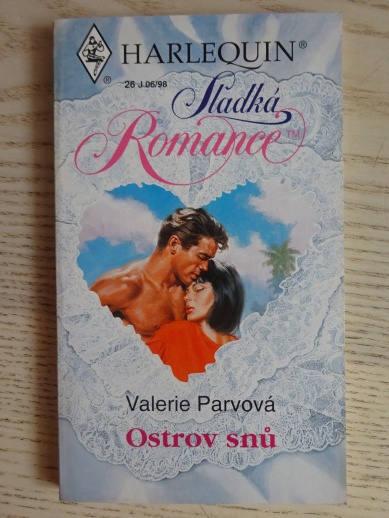 HARLEQUIN®
®
26 J 06/98
Sladká
Romance™
Valerie Parvová
Ostrov snů